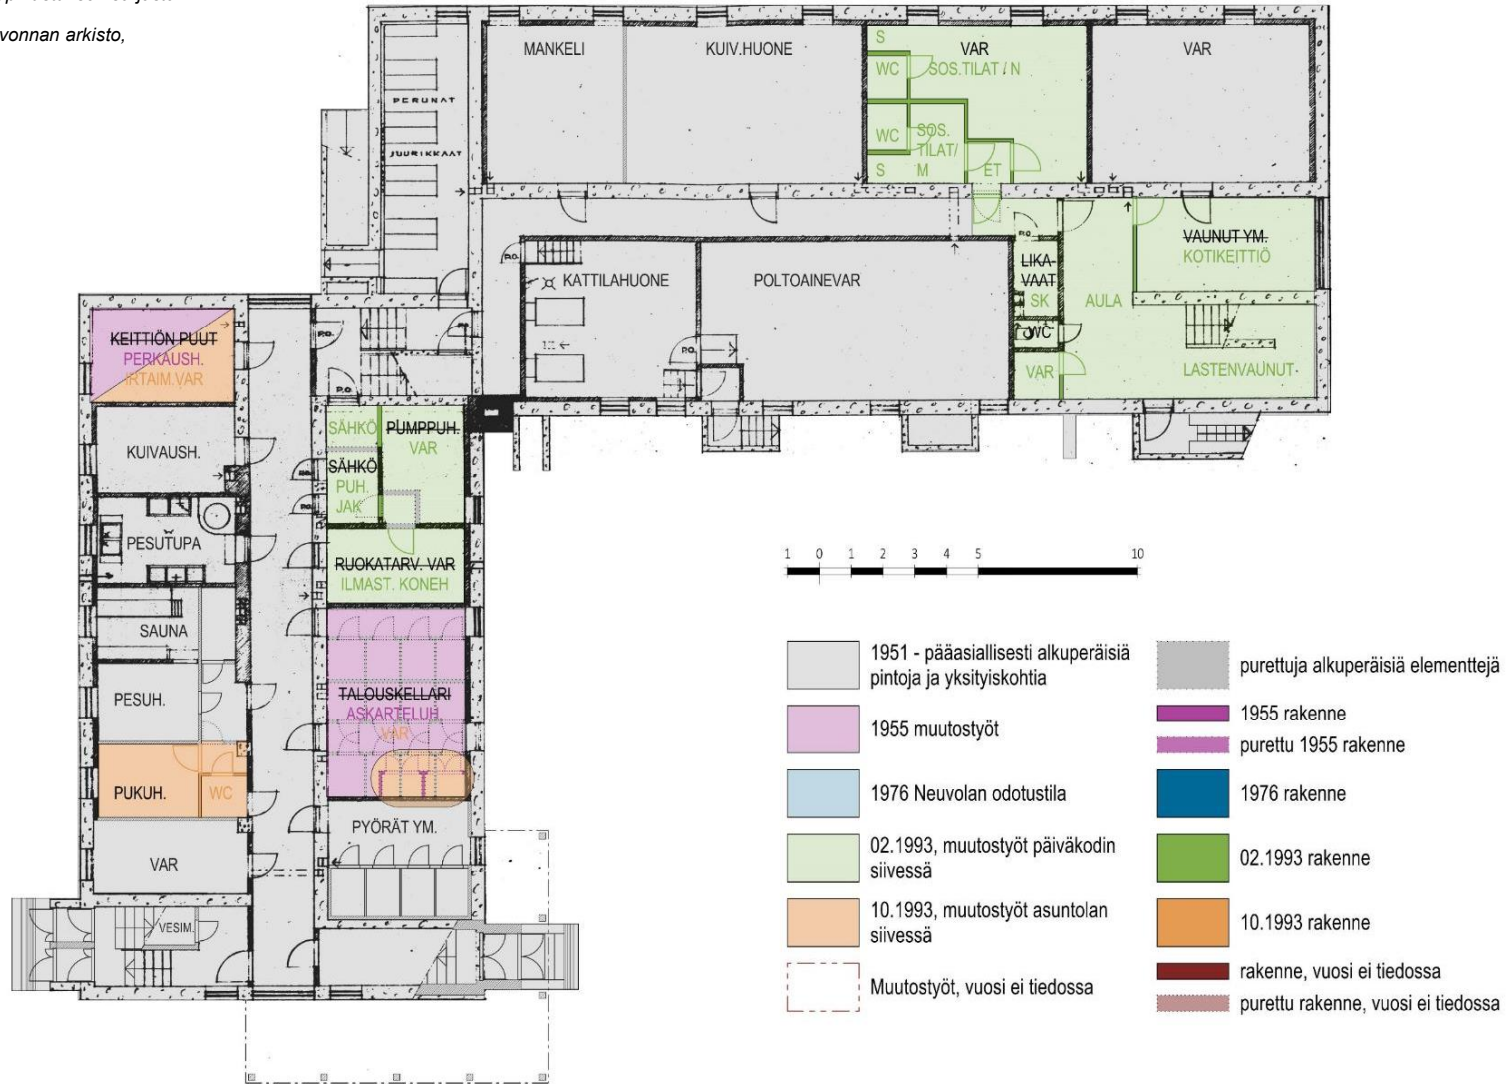 vonnan arkisto,
MANKELI
KUIV.HUONE
S
WC
VAR
SOS.TILAT / N
WC
SOS.
TILAT/
M
S
ET
VAR
PERUNAT
JUURIKKAAT
P.O.
KATTILAHUONE
POLTOAINEVAR
P.O.
P.O.
LIKA-
VAAT
SK
WC
VAR
AULA
VAUNUT YM.
KOTIKEITTIÖ
LASTENVAUNUT
KEITTIÖN PUUT
PERKAUSH.
IRTAIM.VAR
P.O.
P.O.
P.O.
KUIVAUSH.
SÄHKÖ
PUMPPUH.
VAR
SÄHKÖ
PUH.
JAK
P.O.
P.O.
PESUTUPA
RUOKATARV. VAR
ILMAST. KONEH
SAUNA
PESUH.
TALOUSKELLARI
ASKARTELUH.
VAR
PUKUH.
WC
PYÖRÄT YM.
VAR
VESIM.
1 0 1 2 3 4 5 10
1951 - pääasiallisesti alkuperäisiä
pintoja ja yksityiskohtia
1955 muutostyöt
1976 Neuvolan odotustila
02.1993, muutostyöt päiväkodin
siivessä
10.1993, muutostyöt asuntolan
siivessä
Muutostyöt, vuosi ei tiedossa
purettuja alkuperäisiä elementtejä
1955 rakenne
purettu 1955 rakenne
1976 rakenne
02.1993 rakenne
10.1993 rakenne
rakenne, vuosi ei tiedossa
purettu rakenne, vuosi ei tiedossa